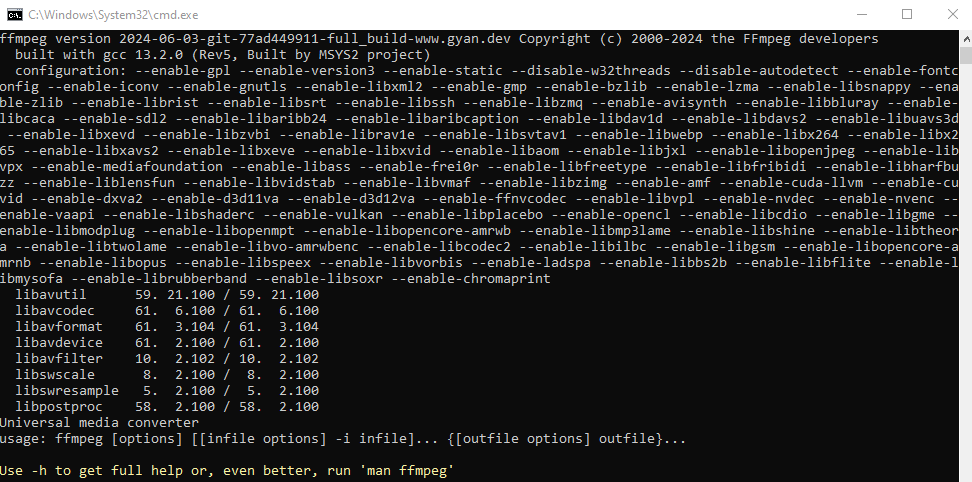 C:\Windows\System32\cmd.exe
ffmpeg version 2024-06-03-git-77ad449911-full_build-www.gyan.dev Copyright (c) 2000-2024 the FFmpeg developers
  built with gcc 13.2.0 (Rev5, Built by MSYS2 project)
  configuration: --enable-gpl --enable-version3 --enable-static --disable-w32threads --disable-autodetect --enable-fontc
onfig --enable-iconv --enable-gnutls --enable-libxml2 --enable-gmp --enable-bzlib --enable-lzma --enable-libsnappy --ena
ble-zlib --enable-librist --enable-libsrt --enable-libssh --enable-libzmq --enable-avisynth --enable-libbluray --enable-
libcaca --enable-sdl2 --enable-libaribb24 --enable-libaribcaption --enable-libdav1d --enable-libdavs2 --enable-libuavs3d
 --enable-libxevd --enable-libzvbi --enable-librav1e --enable-libsvtav1 --enable-libwebp --enable-libx264 --enable-libx2
65 --enable-libxavs2 --enable-libxeve --enable-libxvid --enable-libaom --enable-libjxl --enable-libopenjpeg --enable-lib
vpx --enable-mediafoundation --enable-libass --enable-frei0r --enable-libfreetype --enable-libfribidi --enable-libharfbu
zz --enable-liblensfun --enable-libvidstab --enable-libvmaf --enable-libzimg --enable-amf --enable-cuda-llvm --enable-cu
vid --enable-dxva2 --enable-d3d11va --enable-d3d12va --enable-ffnvcodec --enable-libvpl --enable-nvdec --enable-nvenc --
enable-vaapi --enable-libshaderc --enable-vulkan --enable-libplacebo --enable-opencl --enable-libcdio --enable-libgme --
enable-libmodplug --enable-libopenmpt --enable-libopencore-amrwb --enable-libmp3lame --enable-libshine --enable-libtheor
a --enable-libtwolame --enable-libvo-amrwbenc --enable-libcodec2 --enable-libilbc --enable-libgsm --enable-libopencore-a
mrnb --enable-libopus --enable-libspeex --enable-libvorbis --enable-ladspa --enable-libbs2b --enable-libflite --enable-l
ibmysofa --enable-librubberband --enable-libsoxr --enable-chromaprint
  libavutil      59. 21.100 / 59. 21.100
  libavcodec     61.  6.100 / 61.  6.100
  libavformat    61.  3.104 / 61.  3.104
  libavdevice    61.  2.100 / 61.  2.100
  libavfilter    10.  2.102 / 10.  2.102
  libswscale      8.  2.100 /  8.  2.100
  libswresample   5.  2.100 /  5.  2.100
  libpostproc    58.  2.100 / 58.  2.100
Universal media converter
usage: ffmpeg [options] [[infile options] -i infile]... {[outfile options] outfile}...

Use -h to get full help or, even better, run 'man ffmpeg'